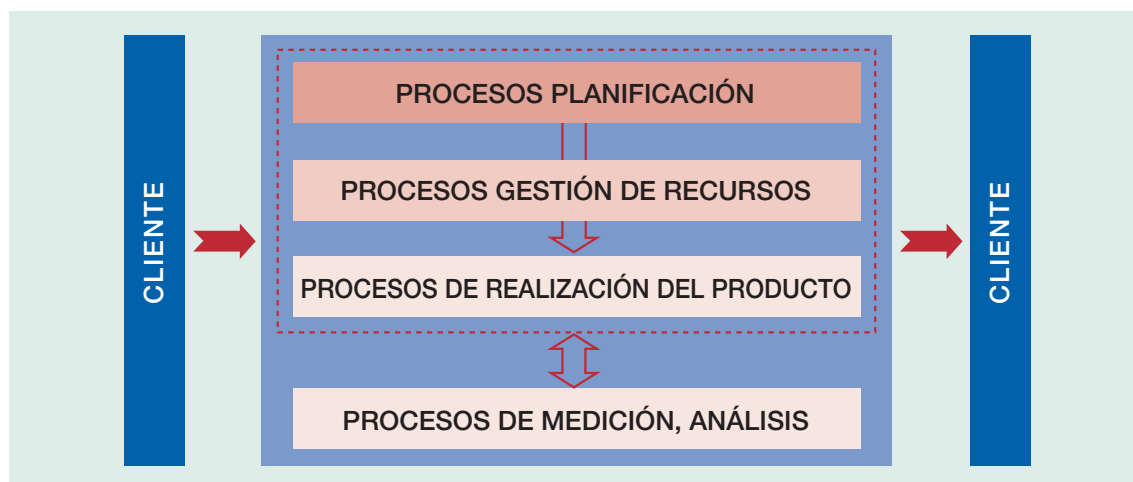 CLIENTE
PROCESOS PLANIFICACIÓN
PROCESOS GESTIÓN DE RECURSOS
PROCESOS DE REALIZACIÓN DEL PRODUCTO
PROCESOS DE MEDICIÓN, ANÁLISIS
CLIENTE